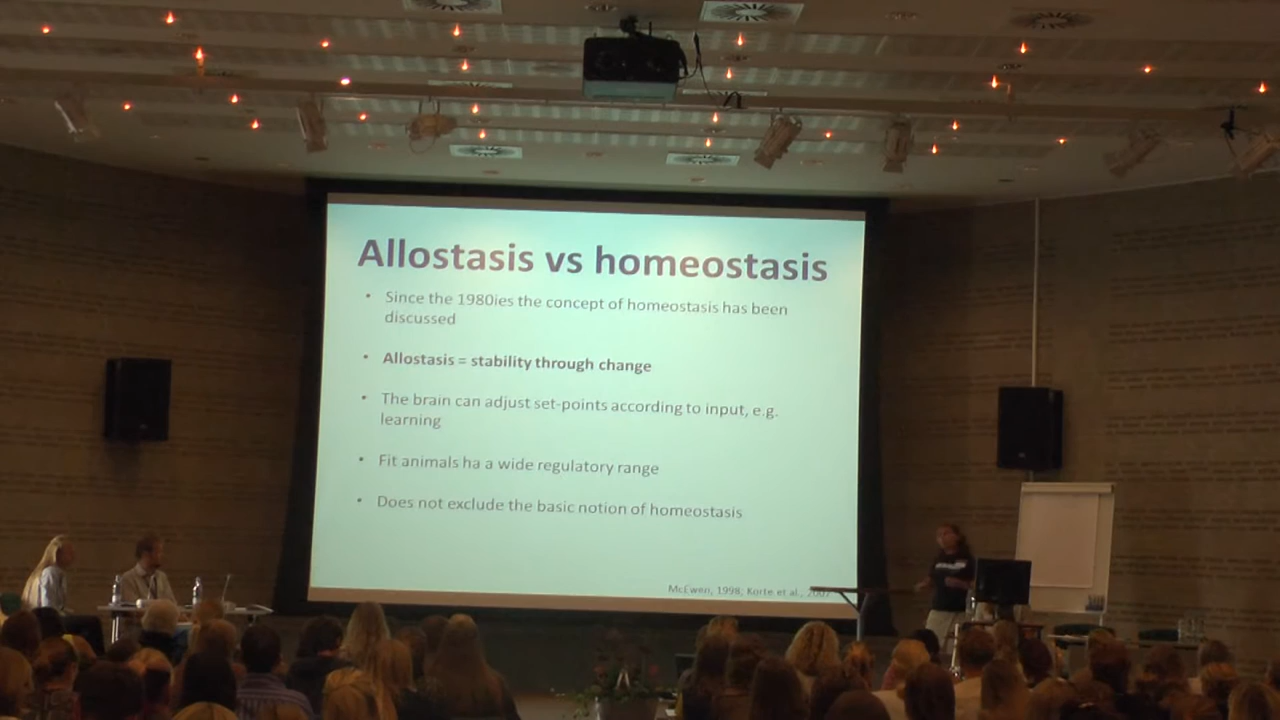 Allostasis vs homeostasis
• Since the 1980ies the concept of homeostasis has been
discussed
• Allostasis = stability through change
• The brain can adjust set-points according to input, e.g.
learning
• Fit animals ha a wide regulatory range
• Does not exclude the basic notion of homeostasis
McEwen, 1998; Korte et al., 2007